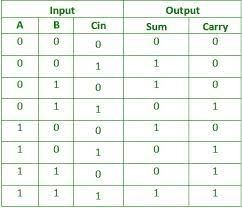 Input Output
A B Cin Sum Carry
0 0 0 0 0
0 0 1 1 0
0 1 0 1 0
0 1 1 0 1
1 0 0 1 0
1 0 1 0 1
1 1 0 0 1
1 1 1 1 1